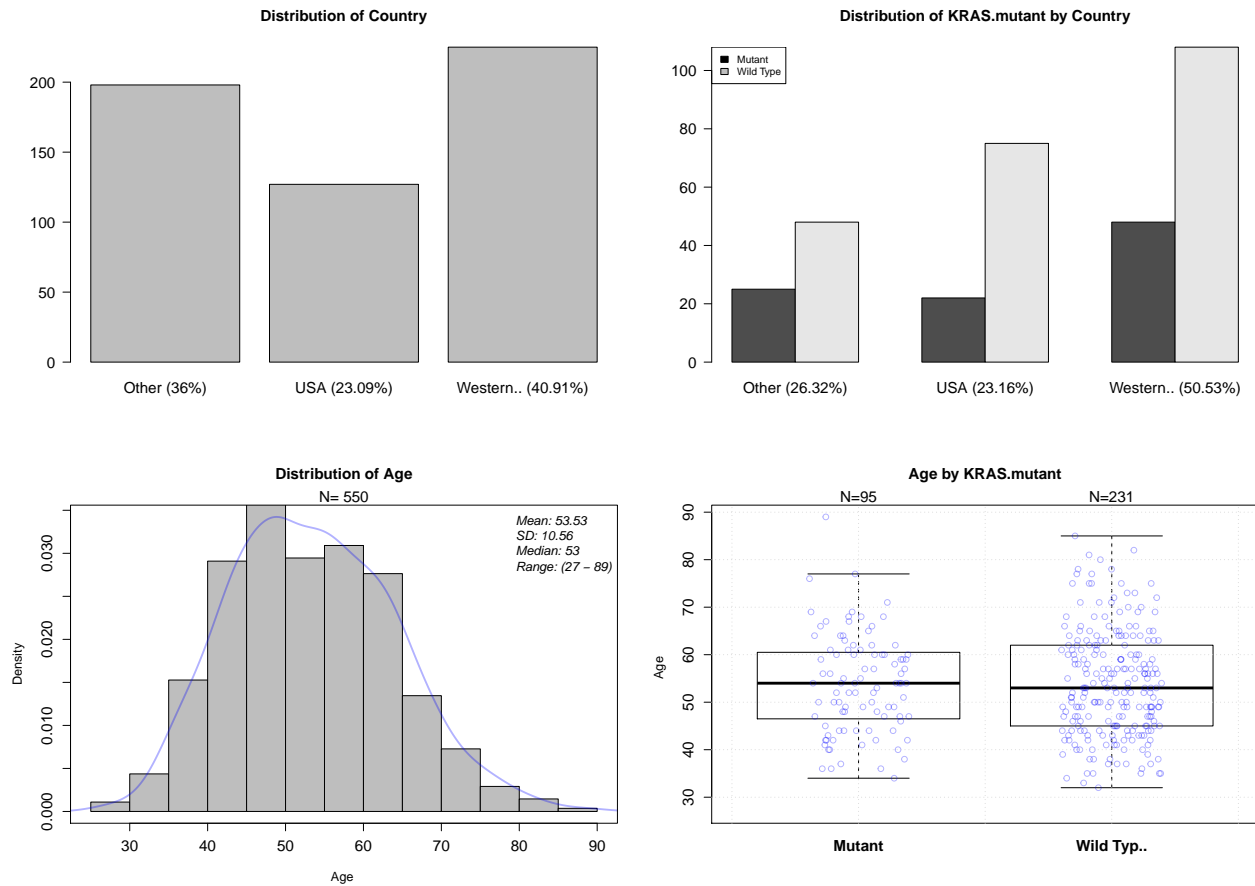 Distribution of Country
200
150
100
50
0
Other (36%) USA (23.09%) Western.. (40.91%)
Distribution of KRAS.mutant by Country
Mutant
Wild Type
100
80
60
40
20
0
Other (26.32%) USA (23.16%) Western.. (50.53%)
Distribution of Age
N= 550
Mean: 53.53
SD: 10.56
Median: 53
Range: (27 − 89)
Density
0.030
0.020
0.010
0.000
30 40 50 60 70 80 90
Age
Age by KRAS.mutant
N=95 N=231
Age
90
80
70
60
50
40
30
Mutant Wild Typ..